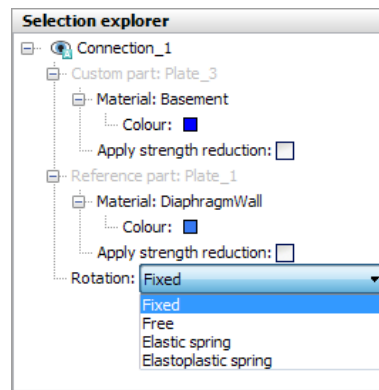 Selection explorer
Connection_1
Custom part: Plate_3
Material: Basement
Colour:
Apply strength reduction:
Reference part: Plate_1
Material: DiaphragmWall
Colour:
Apply strength reduction:
Rotation: Fixed
Fixed
Free
Elastic spring
Elastoplastic spring